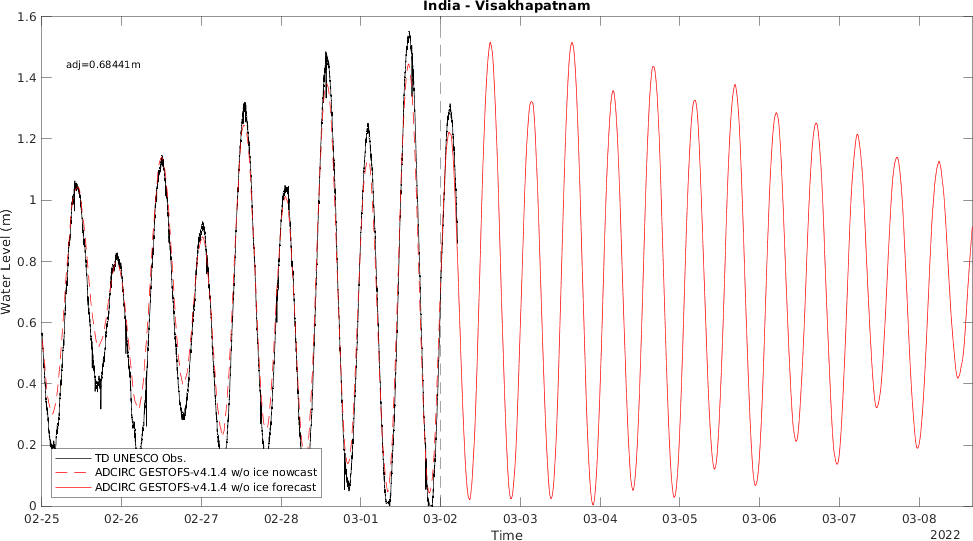 India - Visakhapatnam
adj=0.68441m
1.6
1.4
1.2
1
0.8
0.6
0.4
0.2
0
Water Level (m)
TD UNESCO Obs.
ADCIRC GESTOFS-v4.1.4 w/o ice nowcast
ADCIRC GESTOFS-v4.1.4 w/o ice forecast
02-25 02-26 02-27 02-28 03-01 03-02 03-03 03-04 03-05 03-06 03-07 03-08
Time
2022